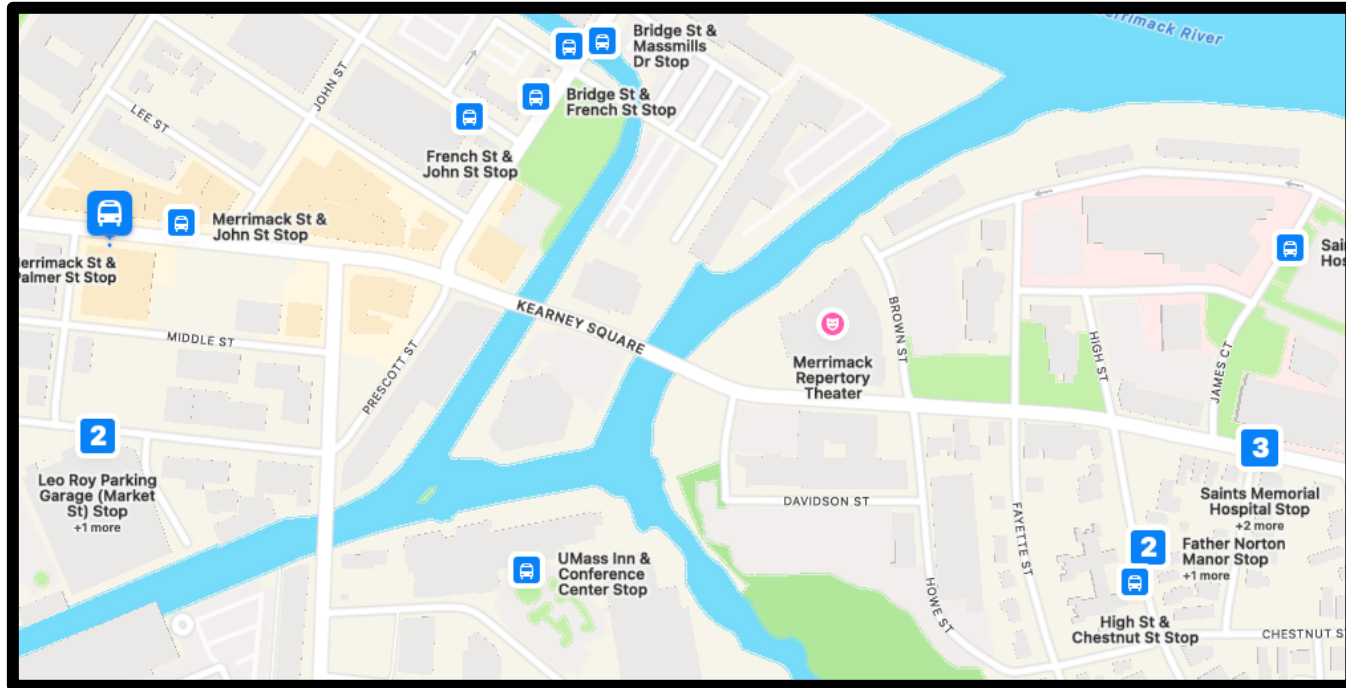 Merrimack River
Bridge St &
Massmills
Dr Stop
Bridge St &
French St Stop
JOHN ST
LEE ST
French St &
John St Stop
Merrimack St &
John St Stop
Palmer St Stop
MIDDLE ST
PRESCOTT ST
KEARNEY SQUARE
Merrimack
Repertory
Theater
BROWN ST
HIGH ST
JAMES CT
2
Leo Roy Parking
Garage (Market
St) Stop
+1 more
3
Saints Memorial
Hospital Stop
+2 more
DAVIDSON ST
FAYETTE ST
HOWE ST
2
Father Norton
Manor Stop
+1 more
UMass Inn &
Conference
Center Stop
High St &
Chestnut St Stop
CHESTNUT